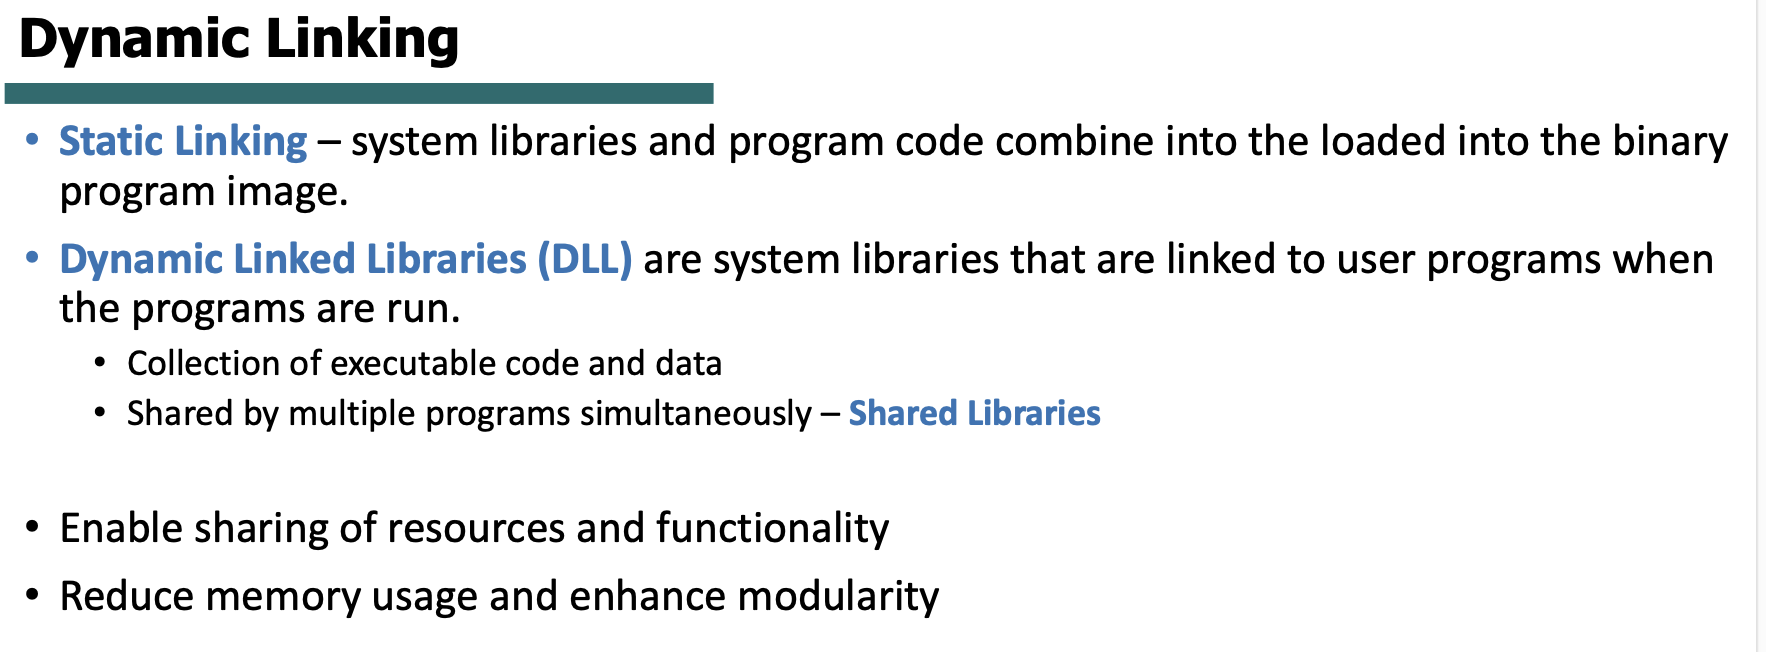 Dynamic Linking
• Static Linking – system libraries and program code combine into the loaded into the binary
program image.
• Dynamic Linked Libraries (DLL) are system libraries that are linked to user programs when
the programs are run.
• Collection of executable code and data
• Shared by multiple programs simultaneously – Shared Libraries
• Enable sharing of resources and functionality
• Reduce memory usage and enhance modularity